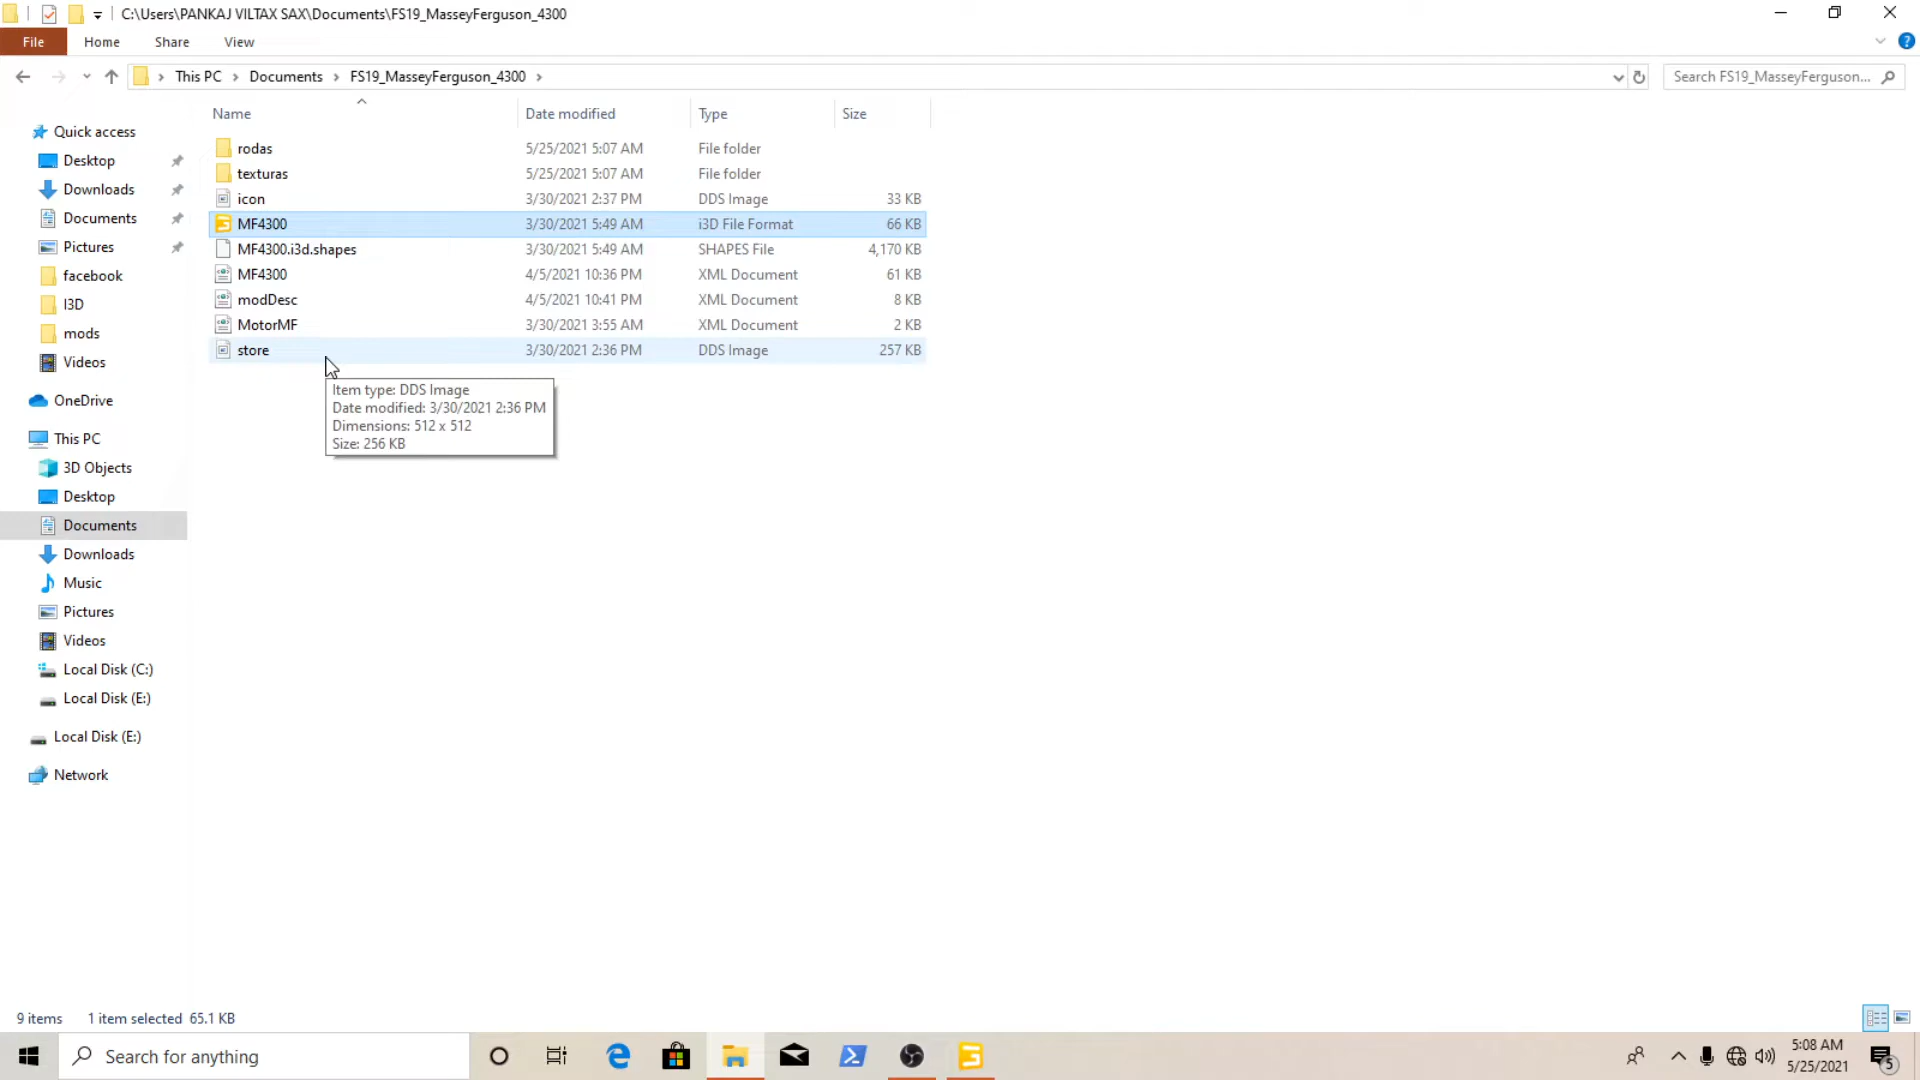 C:\Users\PANKAJ VILTAX SAX\Documents\FS19_MasseyFerguson_4300
File Home Share View
This PC Documents FS19_MasseyFerguson_4300 Search FS19_MasseyFerguson...
Name Date modified Type Size
rodas 5/25/2021 5:07 AM File folder
texturas 5/25/2021 5:07 AM File folder
icon 3/30/2021 2:37 PM DDS Image 33 KB
MF4300 3/30/2021 5:49 AM i3D File Format 66 KB
MF4300.i3d.shapes 3/30/2021 5:49 AM SHAPES File 4,170 KB
MF4300 4/5/2021 10:36 PM XML Document 61 KB
modDesc 4/5/2021 10:41 PM XML Document 8 KB
MotorMF 3/30/2021 3:55 AM XML Document 2 KB
store 3/30/2021 2:36 PM DDS Image 257 KB
Item type: DDS Image
Date modified: 3/30/2021 2:36 PM
Dimensions: 512 x 512
Size: 256 KB
Quick access
Desktop
Downloads
Documents
Pictures
facebook
I3D
mods
Videos
OneDrive
This PC
3D Objects
Desktop
Documents
Downloads
Music
Pictures
Videos
Local Disk (C:)
Local Disk (E:)
Local Disk (E:)
Network
9 items 1 item selected 65.1 KB
Search for anything
5:08 AM
5/25/2021
5